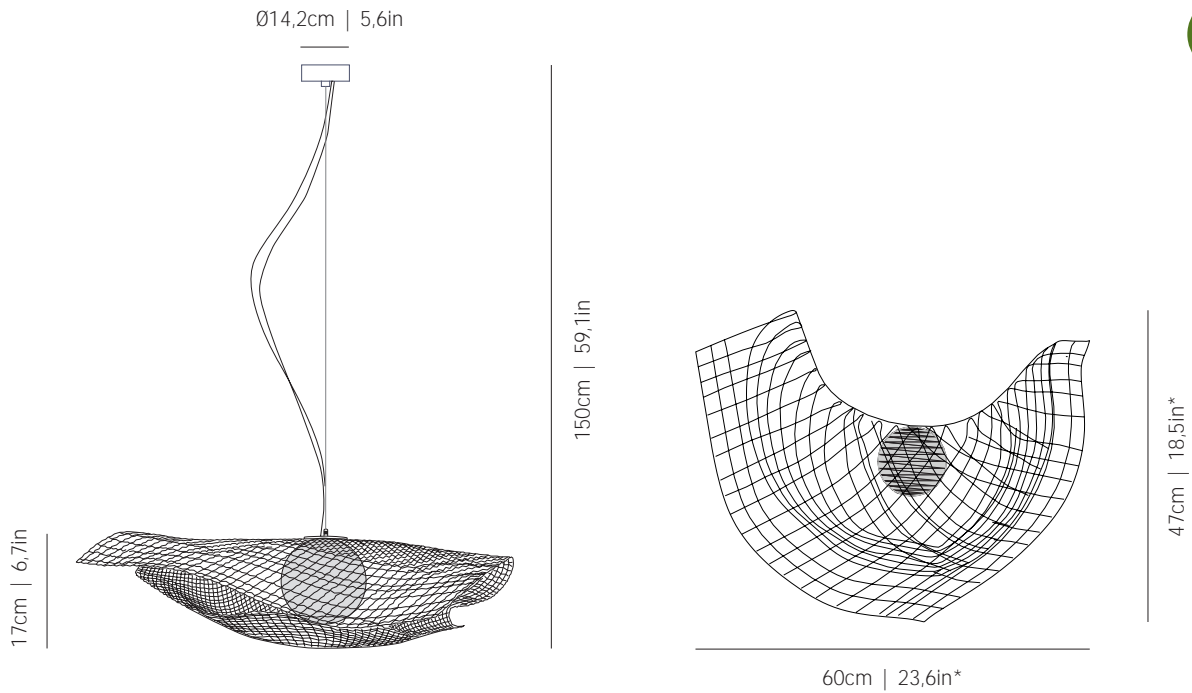 Ø14,2cm | 5,6in
150cm | 59,1in
17cm | 6,7in
47cm | 18,5in*
60cm | 23,6in*